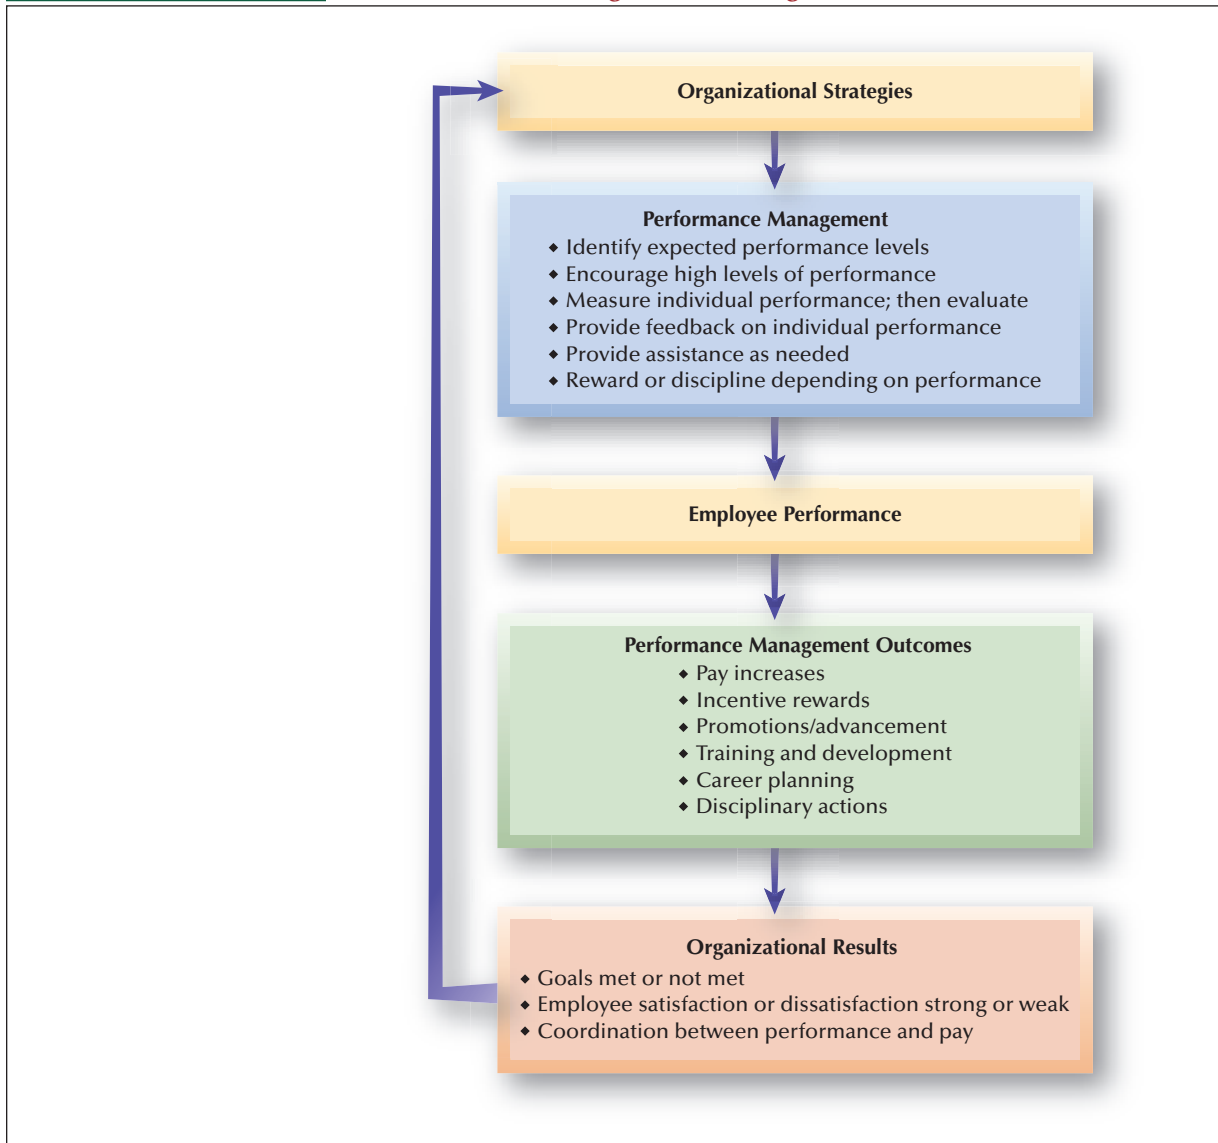 Organizational Strategies
Performance Management
◆ Identify expected performance levels
◆ Encourage high levels of performance
◆ Measure individual performance; then evaluate
◆ Provide feedback on individual performance
◆ Provide assistance as needed
◆ Reward or discipline depending on performance
Employee Performance
Performance Management Outcomes
◆ Pay increases
◆ Incentive rewards
◆ Promotions/advancement
◆ Training and development
◆ Career planning
◆ Disciplinary actions
Organizational Results
◆ Goals met or not met
◆ Employee satisfaction or dissatisfaction strong or weak
◆ Coordination between performance and pay